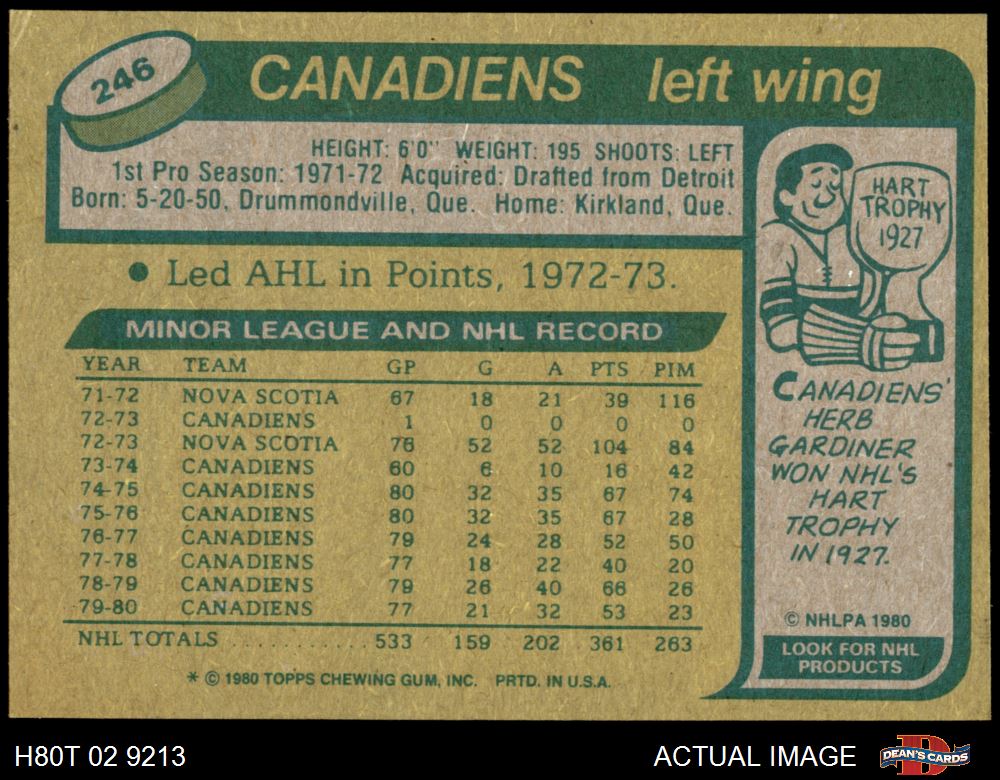 246
CANADIENS left wing
HEIGHT: 6'0" WEIGHT: 195 SHOOTS: LEFT
1st Pro Season: 1971-72 Acquired: Drafted from Detroit
Born: 5-20-50, Drummondville, Que. Home: Kirkland, Que.
• Led AHL in Points, 1972-73.
MINOR LEAGUE AND NHL RECORD
YEAR TEAM GP G A PTS PIM
71-72 NOVA SCOTIA 67 18 21 39 116
72-73 CANADIENS 1 0 0 0 0
72-73 NOVA SCOTIA 76 52 52 104 84
73-74 CANADIENS 60 6 10 16 42
74-75 CANADIENS 80 32 35 67 74
75-76 CANADIENS 80 32 35 67 28
76-77 CANADIENS 79 24 28 52 50
77-78 CANADIENS 77 18 22 40 20
78-79 CANADIENS 79 26 40 66 26
79-80 CANADIENS 77 21 32 53 23
NHL TOTALS .......... 533 159 202 361 263
* © 1980 TOPPS CHEWING GUM, INC. PRTD. IN U.S.A.
HART
TROPHY
1927
CANADIENS'
HERB
GARDINER
WON NHL'S
HART
TROPHY
IN 1927.
© NHLPA 1980
LOOK FOR NHL
PRODUCTS
H80T 02 9213
ACTUAL IMAGE
DEAN'S CARDS